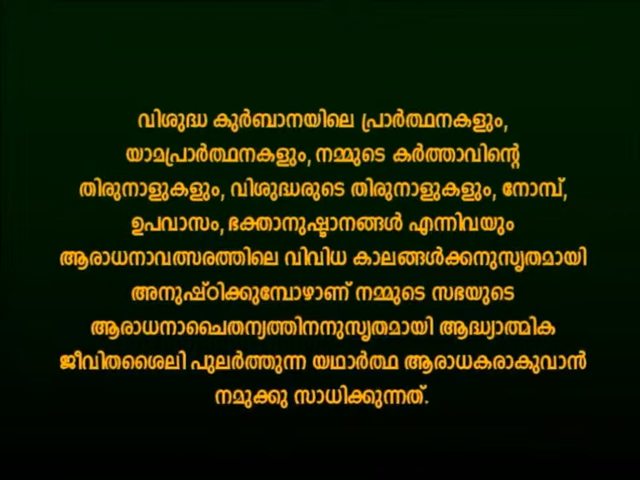 വിശുദ്ധ കുർബാനയിലെ പ്രാർത്ഥനകളും,
യാമപ്രാർത്ഥനകളും, നമ്മുടെ കർത്താവിന്റെ
തിരുനാളുകളും, വിശുദ്ധരുടെ തിരുനാളുകളും, നോമ്പ്,
ഉപവാസം, ഭക്താനുഷ്ഠാനങ്ങൾ എന്നിവയും
ആരാധനാവത്സരത്തിലെ വിവിധ കാലങ്ങൾക്കനുസൃതമായി
അനുഷ്ഠിക്കുമ്പോഴാണ് നമ്മുടെ സഭയുടെ
ആരാധനാചൈതന്യത്തിനനുസൃതമായി ആദ്ധ്യാത്മിക
ജീവിതശൈലി പുലർത്തുന്ന യഥാർത്ഥ ആരാധകരാകുവാൻ
നമുക്കു സാധിക്കുന്നത്.